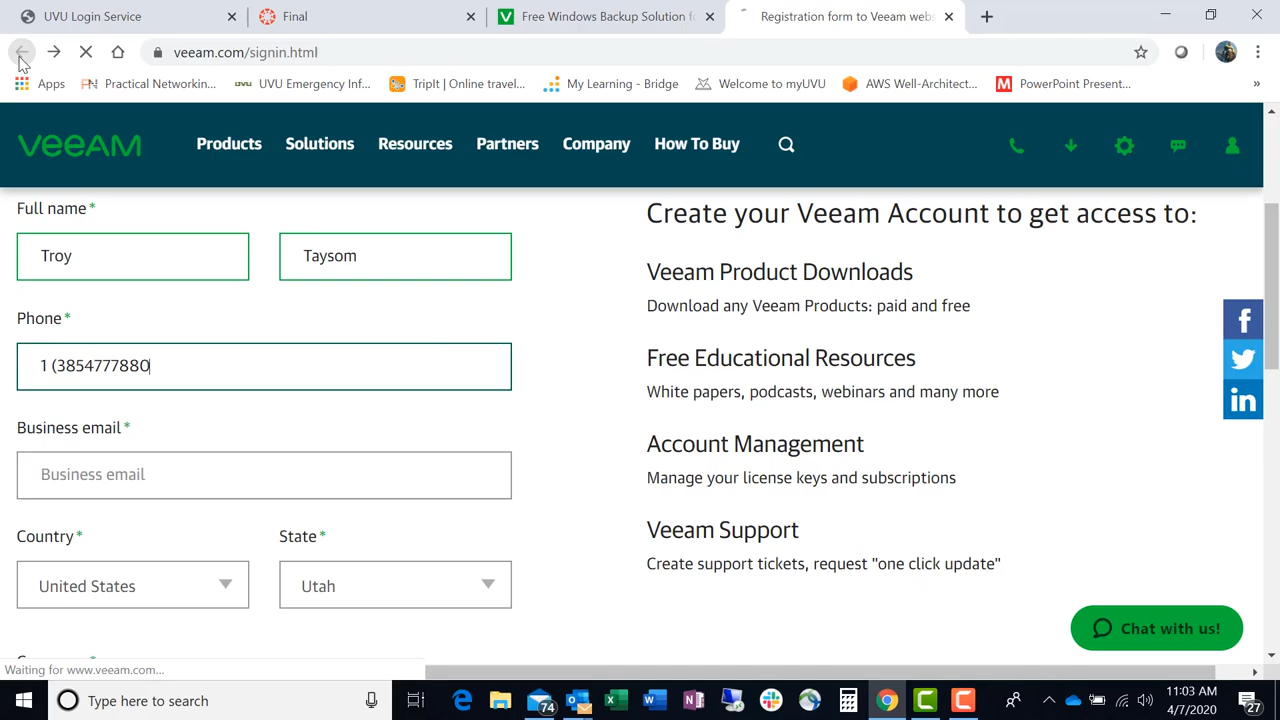 UVU Login Service
Final
Free Windows Backup Solution fo
Registration form to Veeam webs
veeam.com/signin.html
Apps
Practical Networkin...
UVU UVU Emergency Inf...
TripIt | Online travel...
My Learning - Bridge
Welcome to myUVU
AWS Well-Architect...
PowerPoint Present...
»
VEEAM
Products
Solutions
Resources
Partners
Company
How To Buy
Full name *
Troy
Taysom
Phone *
1 (3854777880
Business email *
Business email
Country *
State *
United States
Utah
Create your Veeam Account to get access to:
Veeam Product Downloads
Download any Veeam Products: paid and free
Free Educational Resources
White papers, podcasts, webinars and many more
Account Management
Manage your license keys and subscriptions
Veeam Support
Create support tickets, request "one click update"
Chat with us!
Waiting for www.veeam.com...
Type here to search
74
11:03 AM
4/7/2020
27